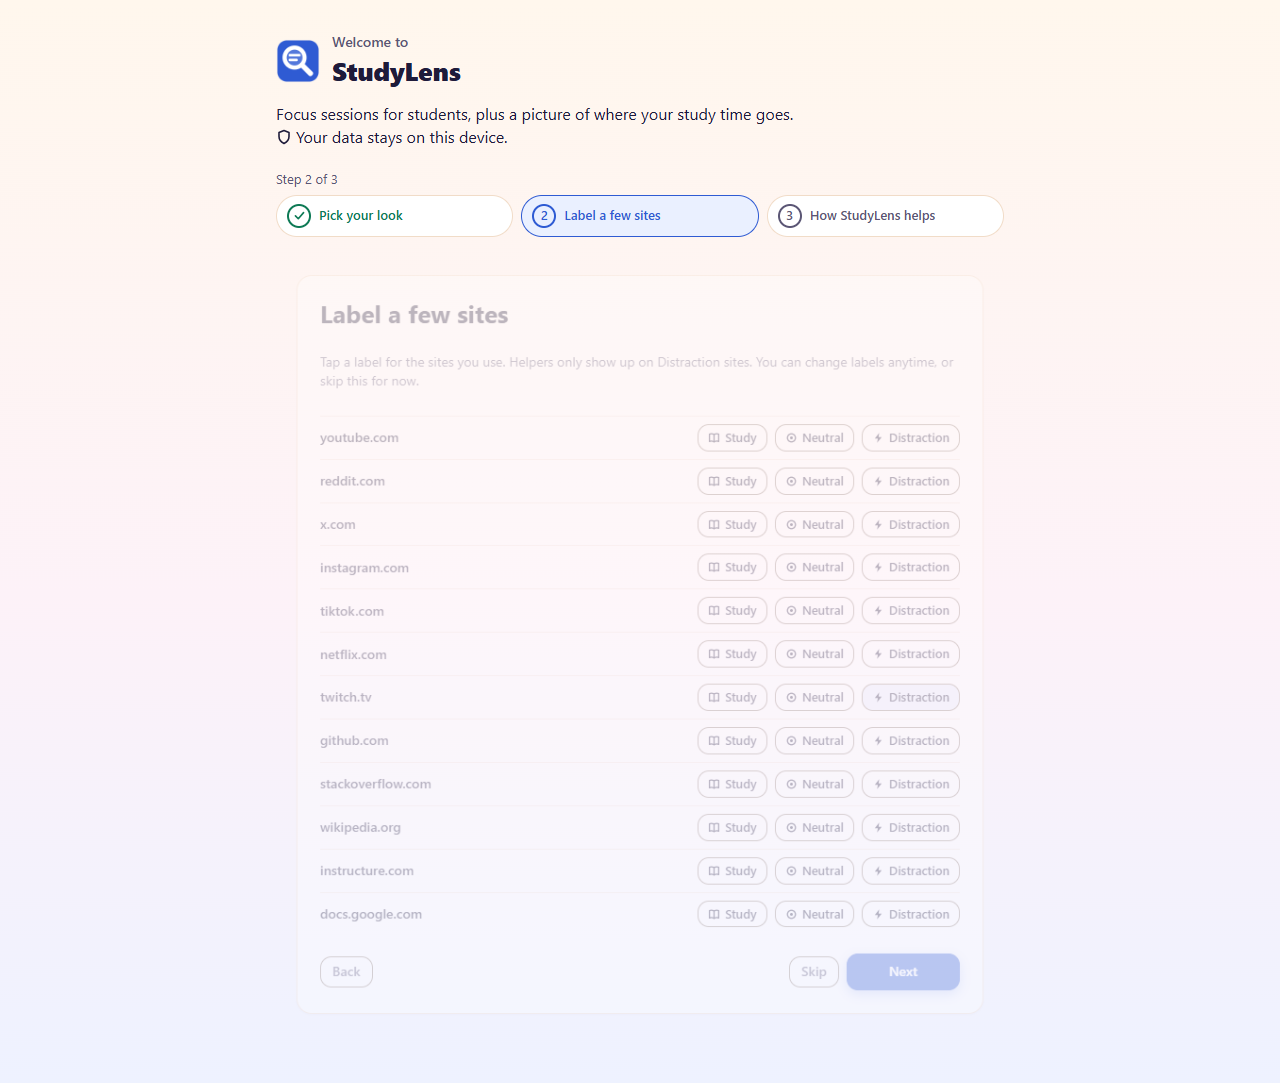 Welcome to
StudyLens
Focus sessions for students, plus a picture of where your study time goes.
Your data stays on this device.
Step 2 of 3
Pick your look
2 Label a few sites
3 How StudyLens helps
Label a few sites
Tap a label for the sites you use. Helpers only show up on Distraction sites. You can change labels anytime, or
skip this for now.
youtube.com Study Neutral Distraction
reddit.com Study Neutral Distraction
x.com Study Neutral Distraction
instagram.com Study Neutral Distraction
tiktok.com Study Neutral Distraction
netflix.com Study Neutral Distraction
twitch.tv Study Neutral Distraction
github.com Study Neutral Distraction
stackoverflow.com Study Neutral Distraction
wikipedia.org Study Neutral Distraction
instructure.com Study Neutral Distraction
docs.google.com Study Neutral Distraction
Back Skip Next